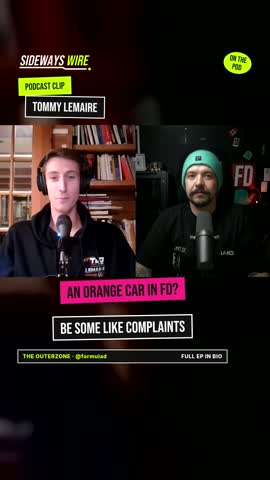 SIDEWAYS WIRE.
ON THE
POD
PODCAST CLIP
TOMMY LEMAIRE
FD
LEMAIRE
AN ORANGE CAR IN FD?
BE SOME LIKE COMPLAINTS
THE OUTERZONE - @formulad
FULL EP IN BIO